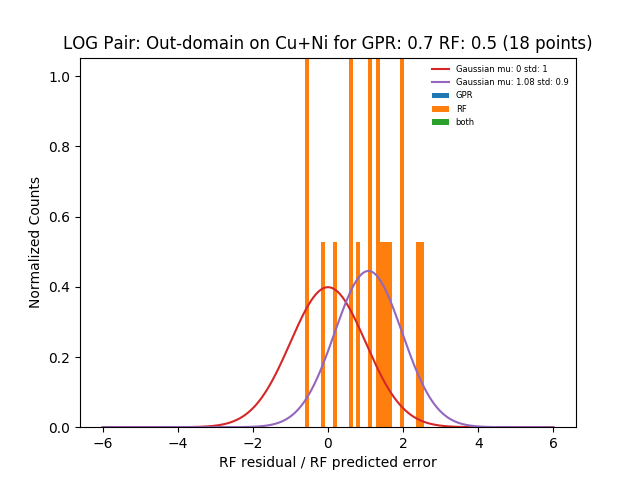 LOG Pair: Out-domain on Cu+Ni for GPR: 0.7 RF: 0.5 (18 points)
Gaussian mu: 0 std: 1
Gaussian mu: 1.08 std: 0.9
GPR
RF
both
Normalized Counts
1.0
0.8
0.6
0.4
0.2
0.0
−6
−4
−2
0
2
4
6
RF residual / RF predicted error